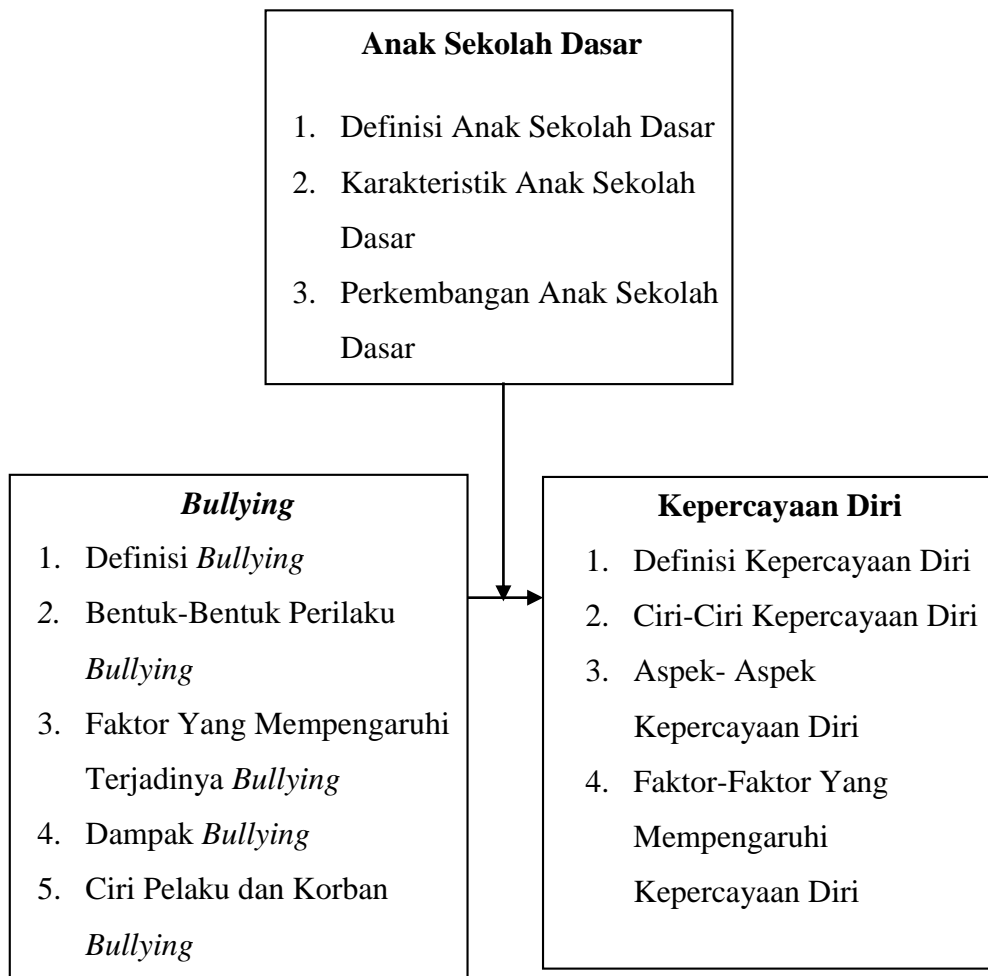 Anak Sekolah Dasar
1. Definisi Anak Sekolah Dasar
2. Karakteristik Anak Sekolah
Dasar
3. Perkembangan Anak Sekolah
Dasar
Bullying
1. Definisi Bullying
2. Bentuk-Bentuk Perilaku
Bullying
3. Faktor Yang Mempengaruhi
Terjadinya Bullying
4. Dampak Bullying
5. Ciri Pelaku dan Korban
Bullying
Kepercayaan Diri
1. Definisi Kepercayaan Diri
2. Ciri-Ciri Kepercayaan Diri
3. Aspek- Aspek
Kepercayaan Diri
4. Faktor-Faktor Yang
Mempengaruhi
Kepercayaan Diri